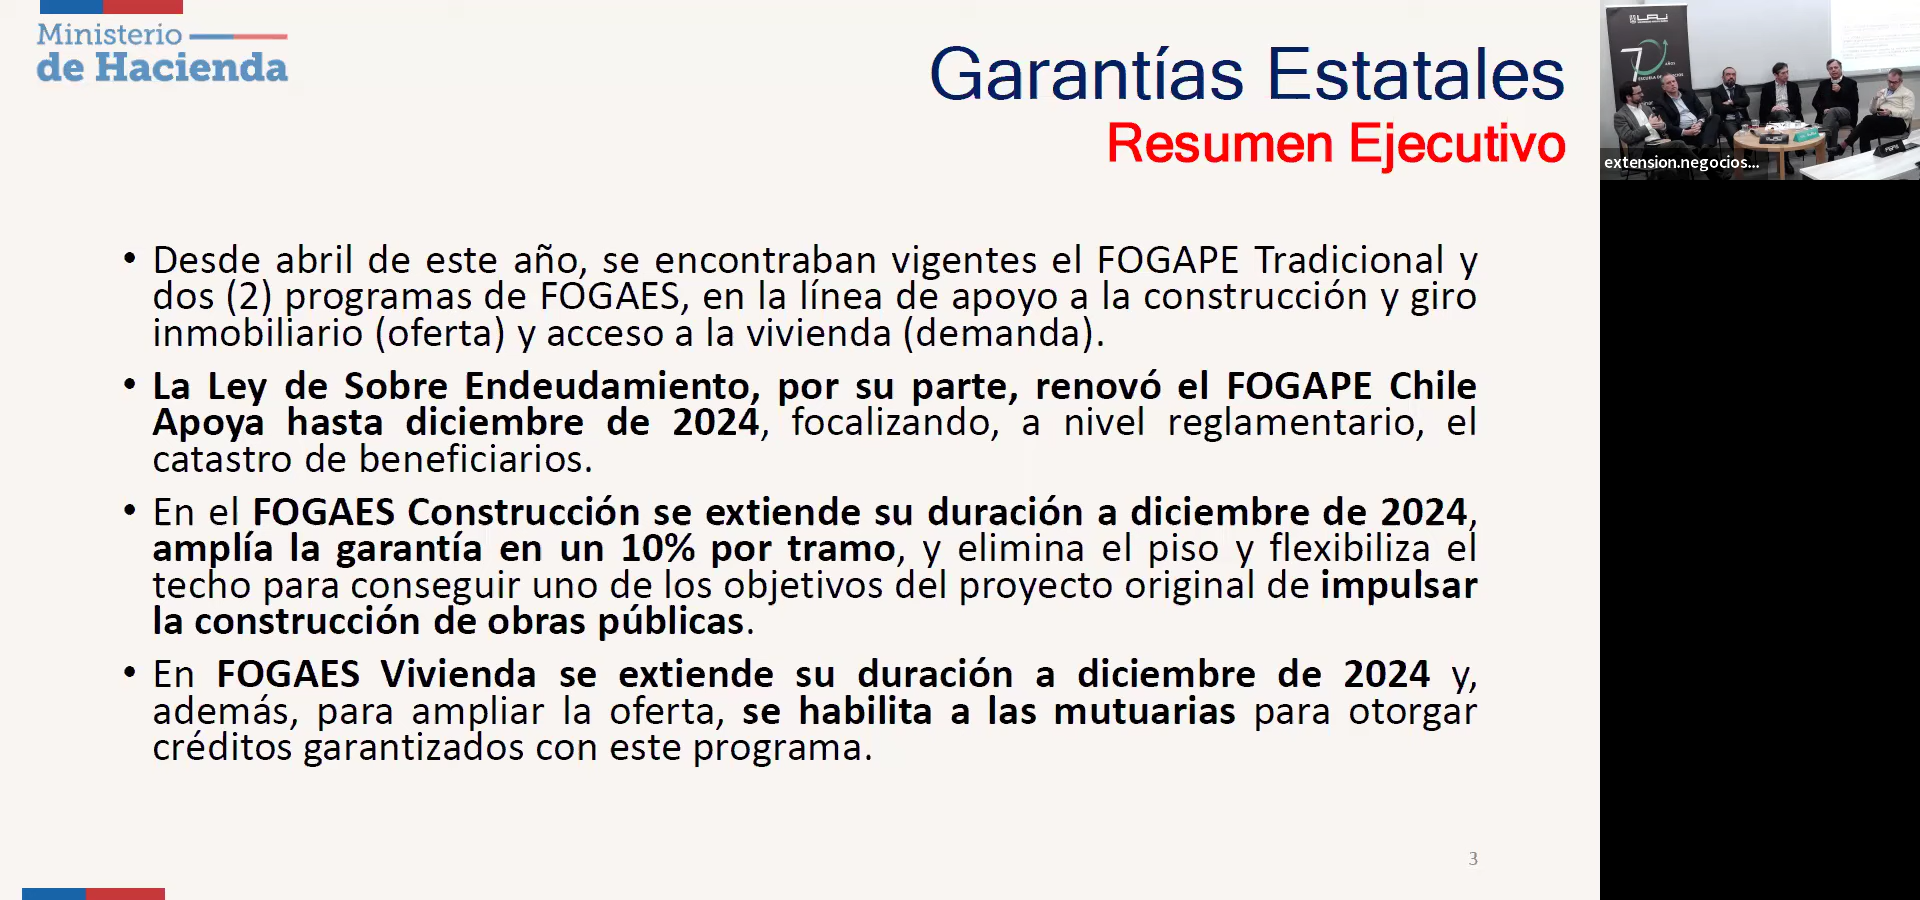 Ministerio
de Hacienda
Garantías Estatales
Resumen Ejecutivo
• Desde abril de este año, se encontraban vigentes el FOGAPE Tradicional y
dos (2) programas de FOGAES, en la línea de apoyo a la construcción y giro
inmobiliario (oferta) y acceso a la vivienda (demanda).
• La Ley de Sobre Endeudamiento, por su parte, renovó el FOGAPE Chile
Apoya hasta diciembre de 2024, focalizando, a nivel reglamentario, el
catastro de beneficiarios.
• En el FOGAES Construcción se extiende su duración a diciembre de 2024,
amplía la garantía en un 10% por tramo, y elimina el piso y flexibiliza el
techo para conseguir uno de los objetivos del proyecto original de impulsar
la construcción de obras públicas.
• En FOGAES Vivienda se extiende su duración a diciembre de 2024 y,
además, para ampliar la oferta, se habilita a las mutuarias para otorgar
créditos garantizados con este programa.
3
70
AÑOS
extension.negocios...